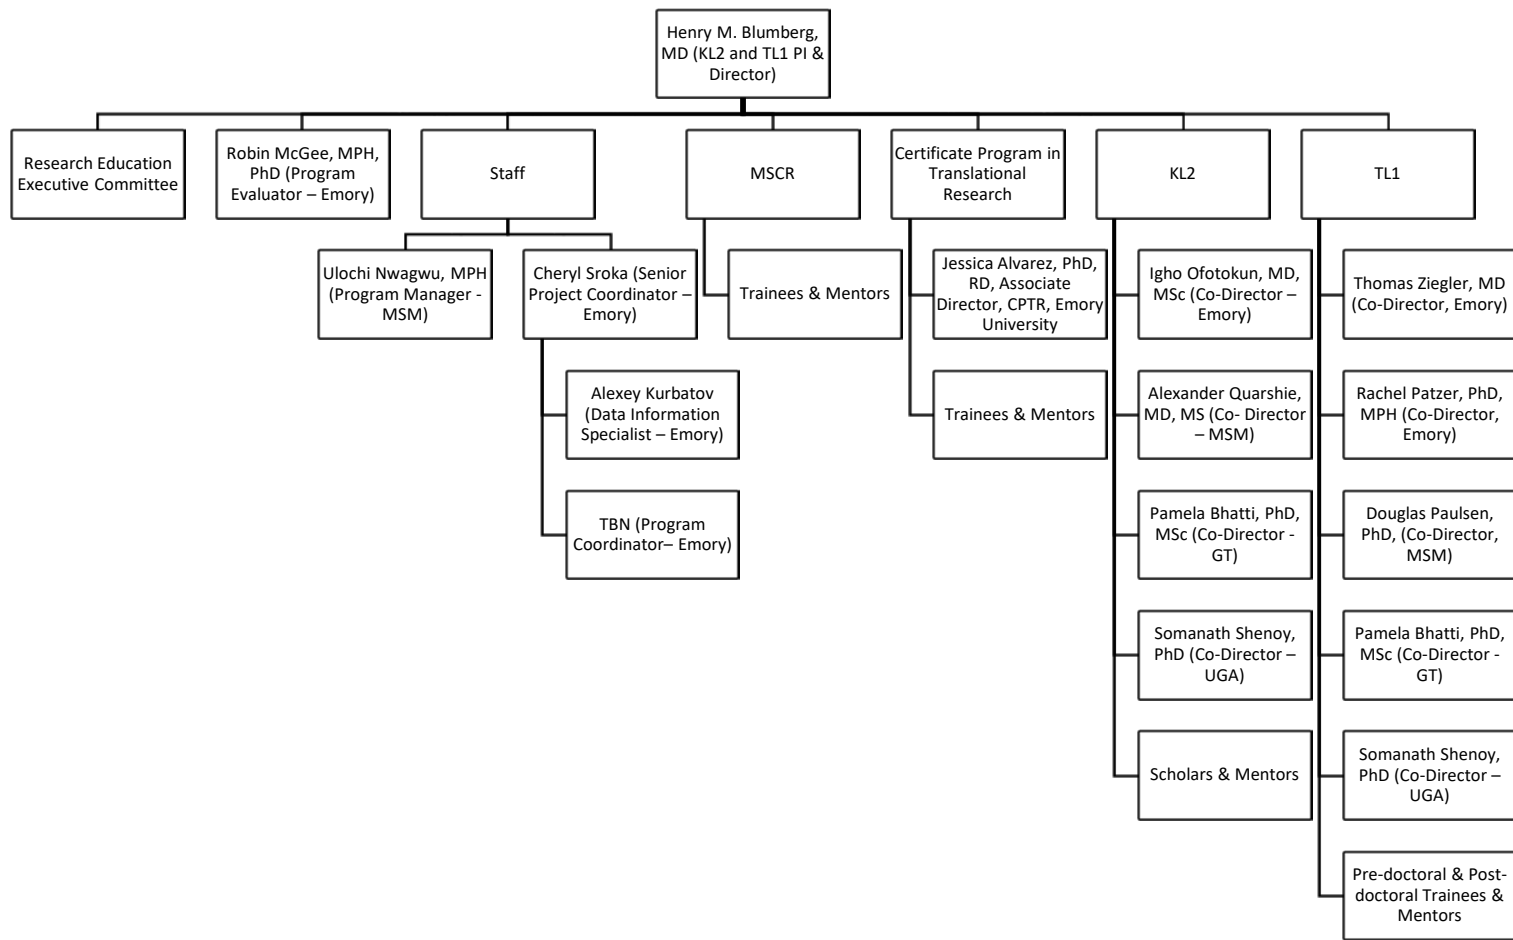 Henry M. Blumberg,
MD (KL2 and TL1 PI &
Director)
Research Education
Executive Committee
Robin McGee, MPH,
PhD (Program
Evaluator – Emory)
Staff
MSCR
Certificate Program in
Translational
Research
KL2
TL1
Ulochi Nwagwu, MPH
(Program Manager -
MSM)
Cheryl Sroka (Senior
Project Coordinator –
Emory)
Alexey Kurbatov
(Data Information
Specialist – Emory)
TBN (Program
Coordinator– Emory)
Trainees & Mentors
Jessica Alvarez, PhD,
RD, Associate
Director, CPTR, Emory
University
Trainees & Mentors
Igho Ofotokun, MD,
MSc (Co-Director –
Emory)
Alexander Quarshie,
MD, MS (Co- Director
– MSM)
Pamela Bhatti, PhD,
MSc (Co-Director -
GT)
Somanath Shenoy,
PhD (Co-Director –
UGA)
Scholars & Mentors
Thomas Ziegler, MD
(Co-Director, Emory)
Rachel Patzer, PhD,
MPH (Co-Director,
Emory)
Douglas Paulsen,
PhD, (Co-Director,
MSM)
Pamela Bhatti, PhD,
MSc (Co-Director -
GT)
Somanath Shenoy,
PhD (Co-Director –
UGA)
Pre-doctoral & Post-
doctoral Trainees &
Mentors